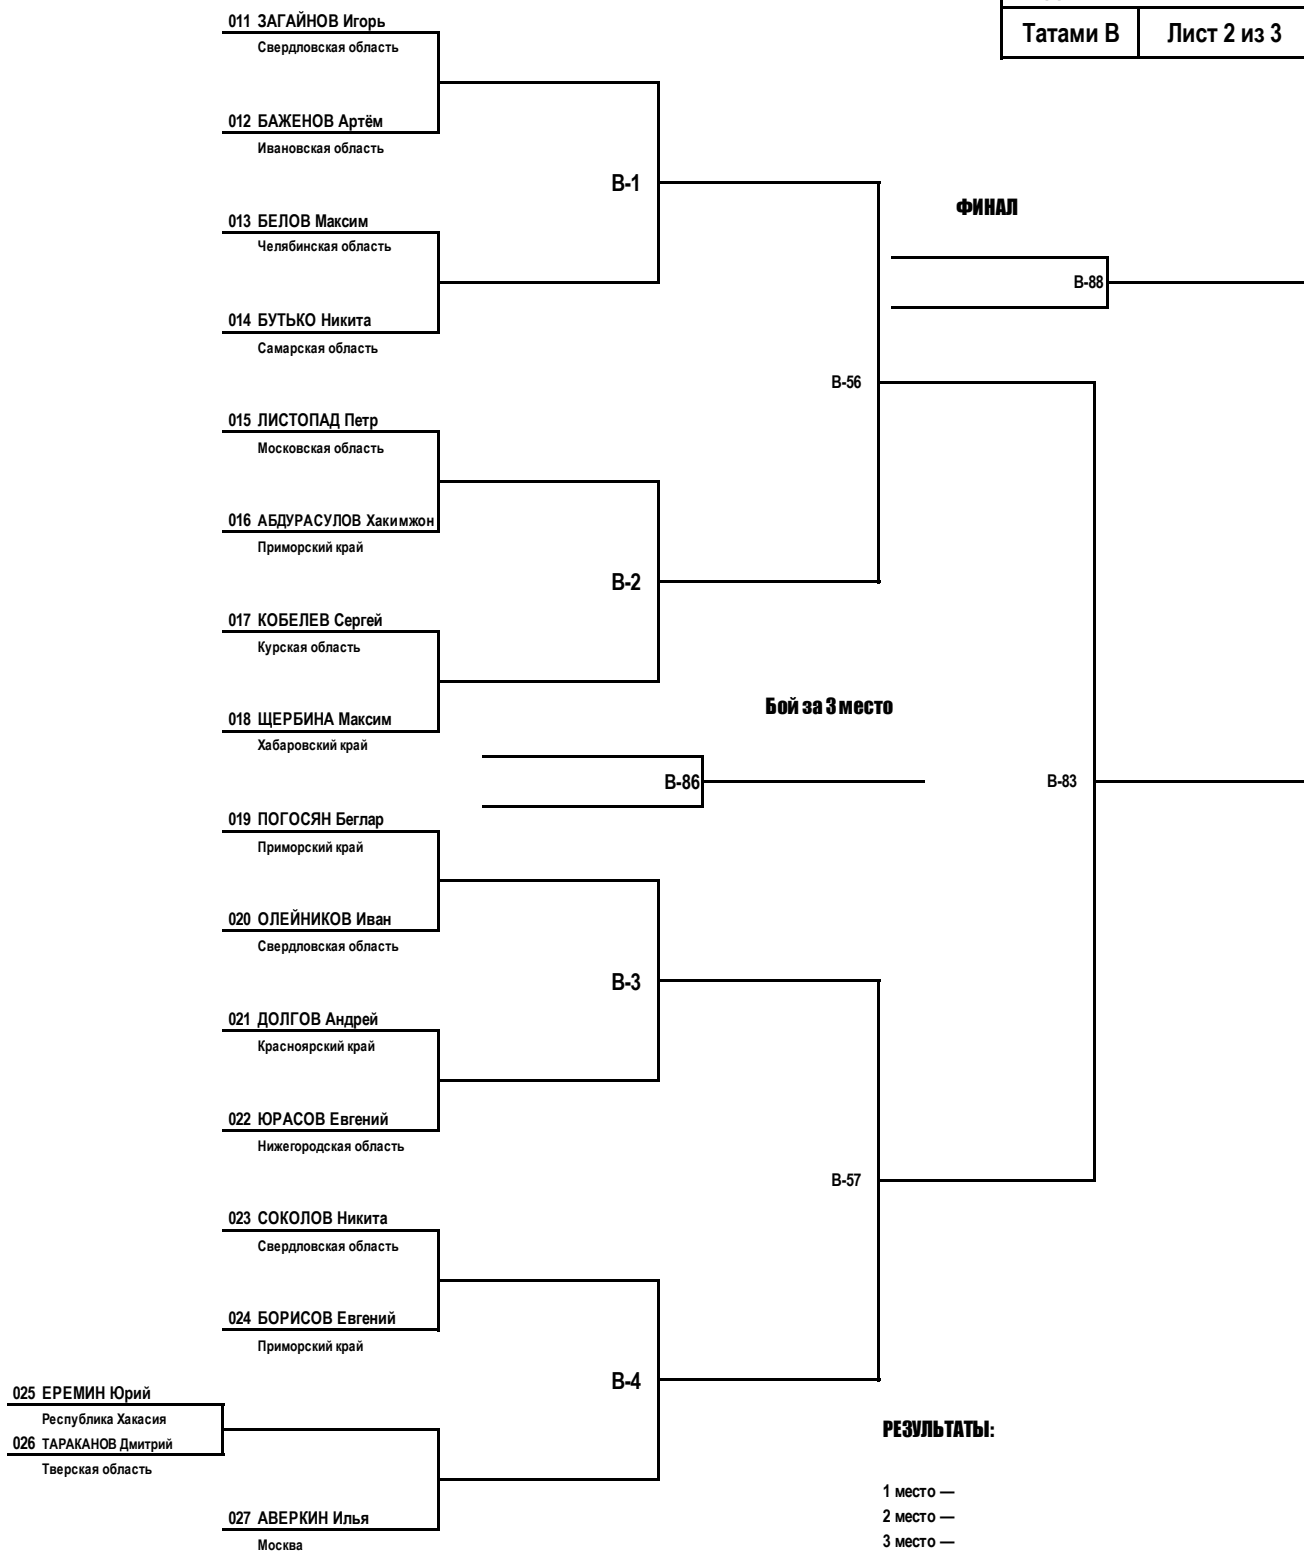 Татами В
Лист 2 из 3
011 ЗАГАЙНОВ Игорь
Свердловская область
012 БАЖЕНОВ Артём
Ивановская область
В-1
013 БЕЛОВ Максим
Челябинская область
ФИНАЛ
В-88
014 БУТЬКО Никита
Самарская область
В-56
015 ЛИСТОПАД Петр
Московская область
016 АБДУРАСУЛОВ Хакимжон
Приморский край
В-2
017 КОБЕЛЕВ Сергей
Курская область
Бой за 3 место
018 ЩЕРБИНА Максим
Хабаровский край
В-86
В-83
019 ПОГОСЯН Беглар
Приморский край
020 ОЛЕЙНИКОВ Иван
Свердловская область
В-3
021 ДОЛГОВ Андрей
Красноярский край
022 ЮРАСОВ Евгений
Нижегородская область
В-57
023 СОКОЛОВ Никита
Свердловская область
024 БОРИСОВ Евгений
Приморский край
В-4
025 ЕРЕМИН Юрий
Республика Хакасия
026 ТАРАКАНОВ Дмитрий
Тверская область
027 АВЕРКИН Илья
Москва
РЕЗУЛЬТАТЫ:
1 место —
2 место —
3 место —